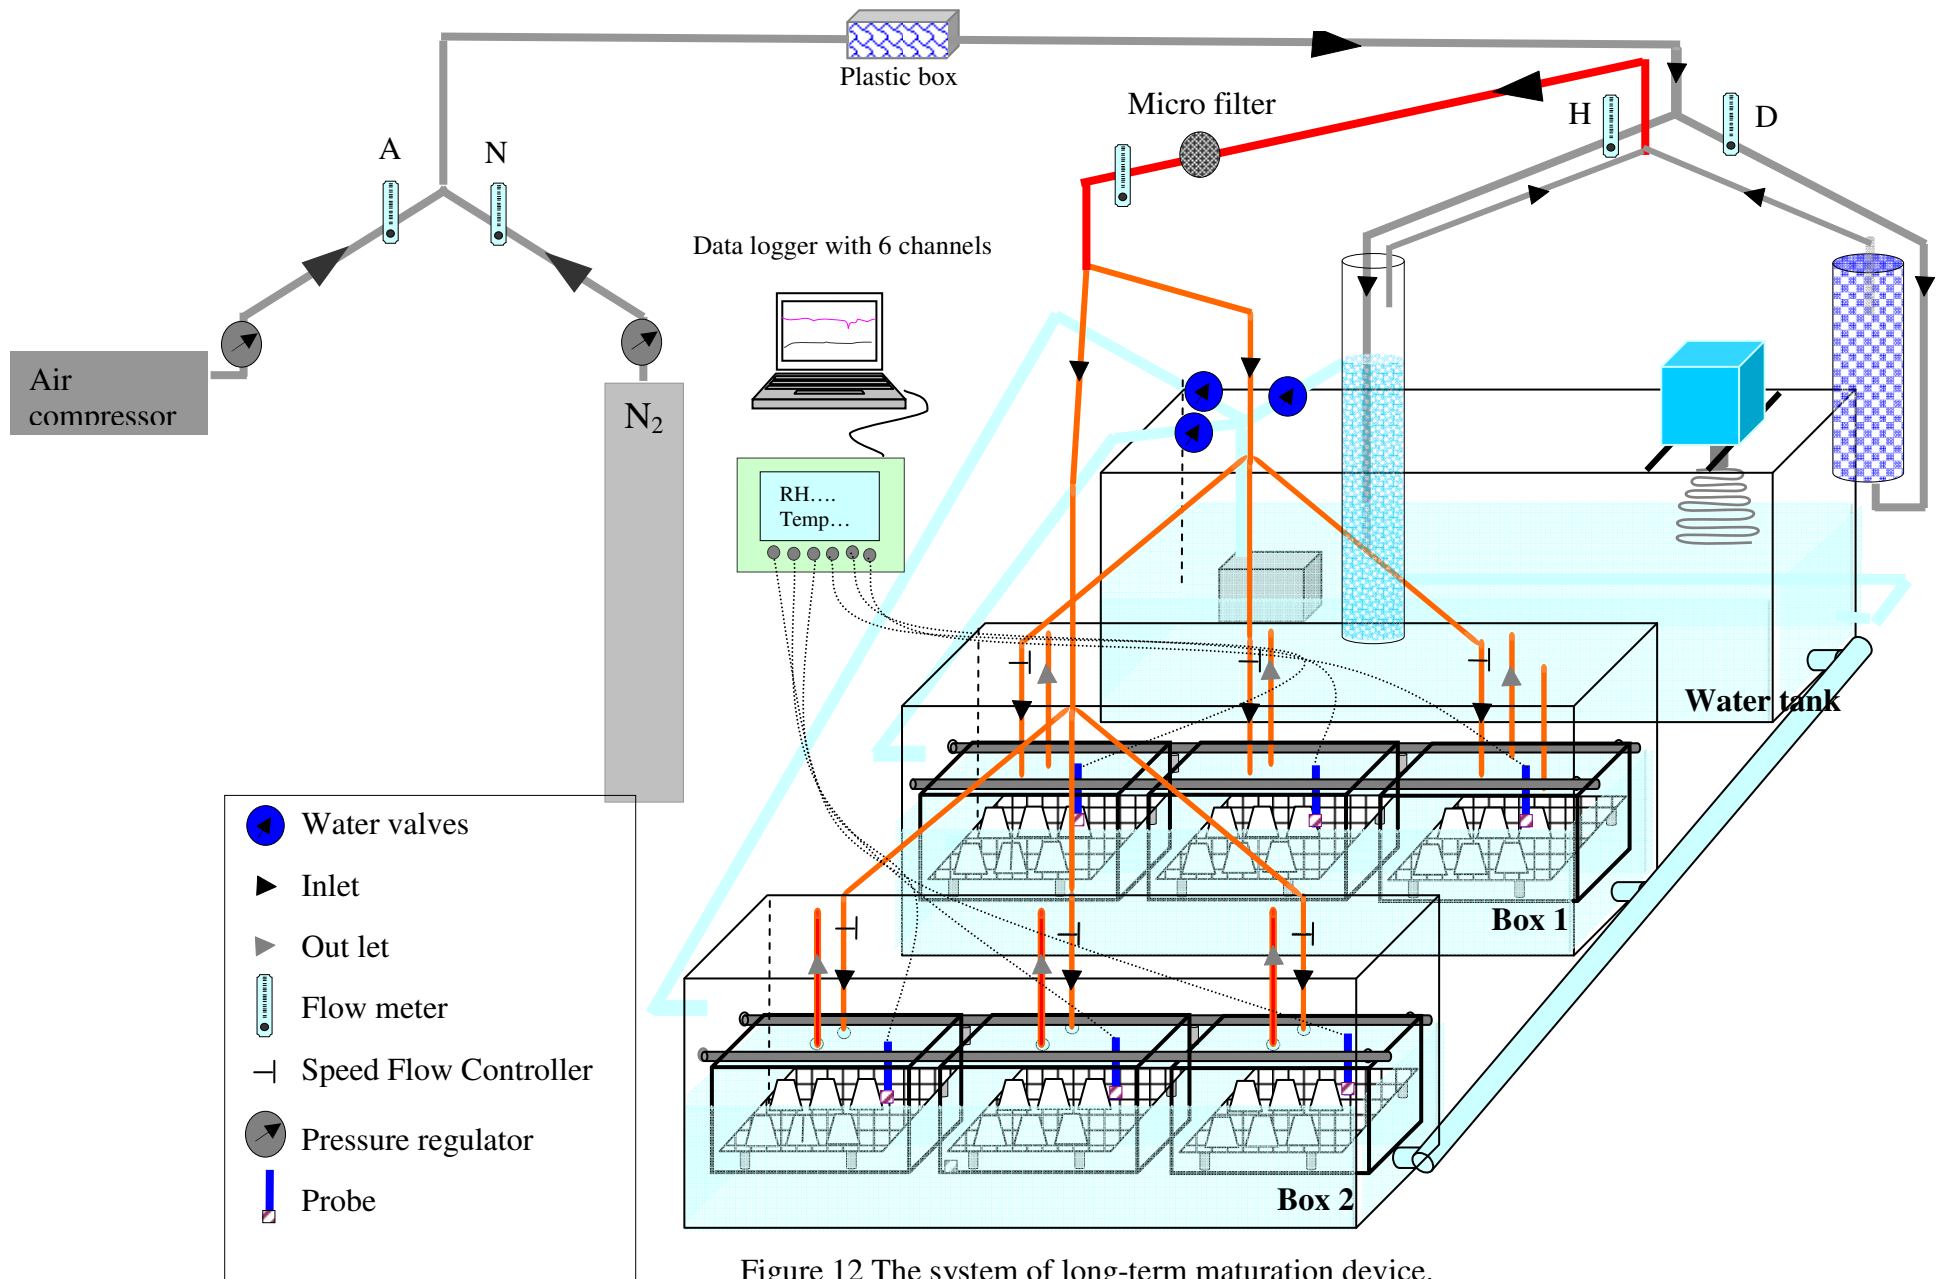 Plastic box
Micro filter
H
D
A
N
Data logger with 6 channels
Air
compressor
N₂
RH....
Temp...
Water tank
Box 1
Box 2
Water valves
Inlet
Out let
Flow meter
Speed Flow Controller
Pressure regulator
Probe
Figure 12 The system of long-term maturation device.